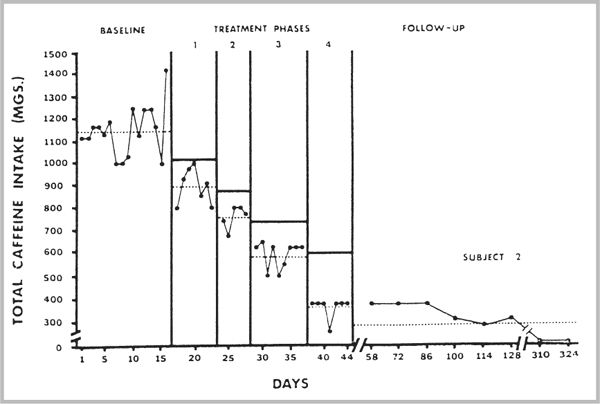 BASELINE TREATMENT PHASES FOLLOW-UP
1 2 3 4
TOTAL CAFFEINE INTAKE (MGS.)
1500
1400
1300
1200
1100
1000
900
800
700
600
500
400
300
0
SUBJECT 2
1 5 10 15 20 25 30 35 40 44 58 72 86 100 114 128 310 324
DAYS